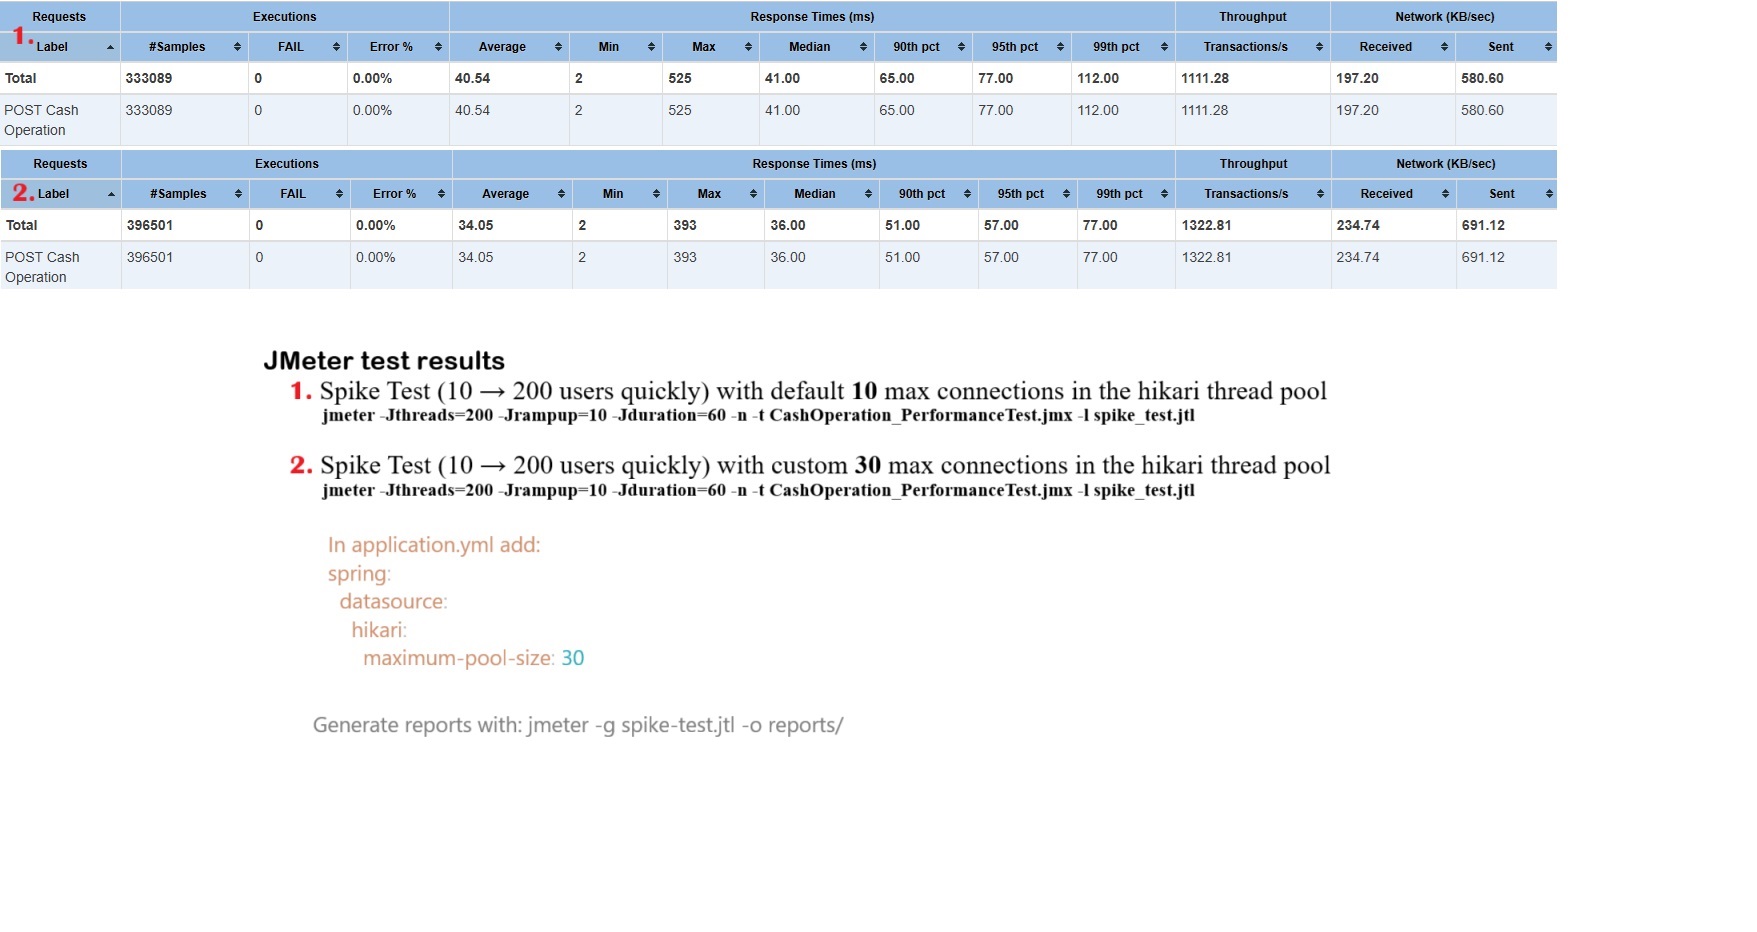 Requests Executions Response Times (ms) Throughput Network (KB/sec)
1. Label #Samples FAIL Error % Average Min Max Median 90th pct 95th pct 99th pct Transactions/s Received Sent
Total 333089 0 0.00% 40.54 2 525 41.00 65.00 77.00 112.00 1111.28 197.20 580.60
POST Cash 333089 0 0.00% 40.54 2 525 41.00 65.00 77.00 112.00 1111.28 197.20 580.60
Operation
Requests Executions Response Times (ms) Throughput Network (KB/sec)
2. Label #Samples FAIL Error % Average Min Max Median 90th pct 95th pct 99th pct Transactions/s Received Sent
Total 396501 0 0.00% 34.05 2 393 36.00 51.00 57.00 77.00 1322.81 234.74 691.12
POST Cash 396501 0 0.00% 34.05 2 393 36.00 51.00 57.00 77.00 1322.81 234.74 691.12
Operation
JMeter test results
1. Spike Test (10 → 200 users quickly) with default 10 max connections in the hikari thread pool
jmeter -Jthreads=200 -Jrampup=10 -Jduration=60 -n -t CashOperation_PerformanceTest.jmx -l spike_test.jtl
2. Spike Test (10 → 200 users quickly) with custom 30 max connections in the hikari thread pool
jmeter -Jthreads=200 -Jrampup=10 -Jduration=60 -n -t CashOperation_PerformanceTest.jmx -l spike_test.jtl
In application.yml add:
spring:
datasource:
hikari:
maximum-pool-size: 30
Generate reports with: jmeter -g spike-test.jtl -o reports/